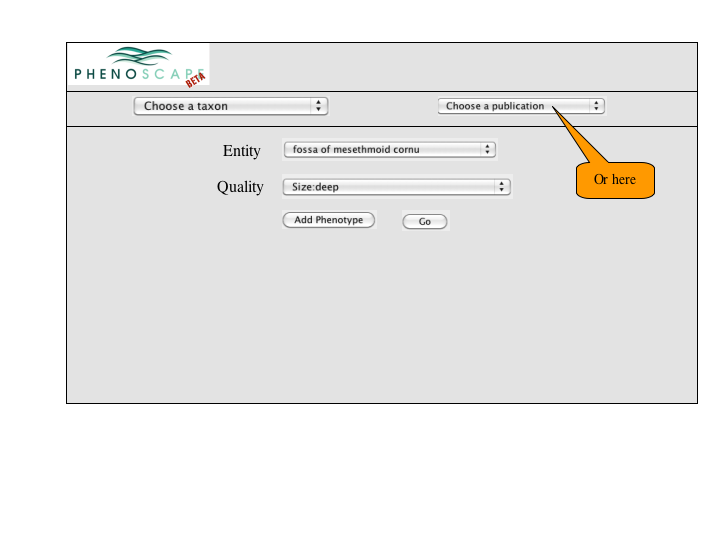 PHENOSCAPE
BETA
Choose a taxon
Choose a publication
Entity
fossa of mesethmoid cornu
Or here
Quality
Size:deep
Add Phenotype
Go